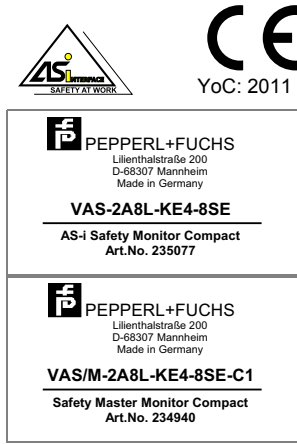 ASi INTERFACE
SAFETY AT WORK
CE
YoC: 2011
PEPPERL+FUCHS
Lilienthalstraße 200
D-68307 Mannheim
Made in Germany
VAS-2A8L-KE4-8SE
AS-i Safety Monitor Compact
Art.No. 235077
PEPPERL+FUCHS
Lilienthalstraße 200
D-68307 Mannheim
Made in Germany
VAS/M-2A8L-KE4-8SE-C1
Safety Master Monitor Compact
Art.No. 234940